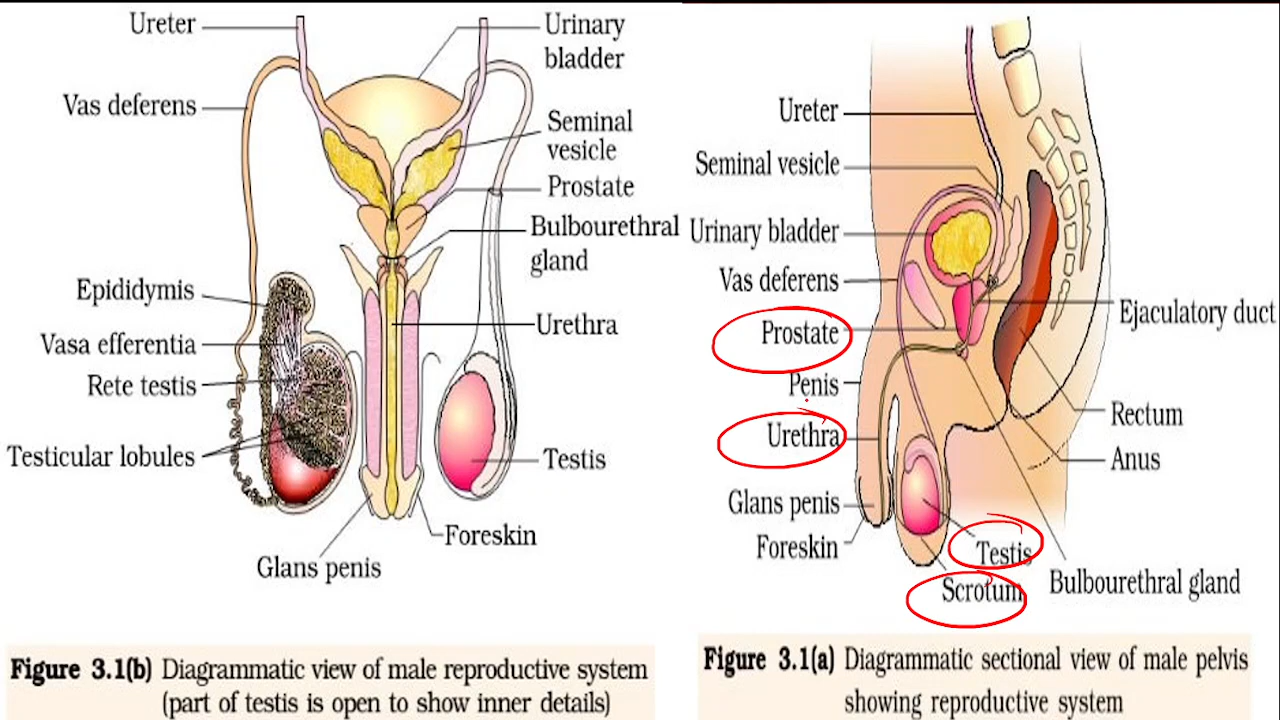 Ureter
Urinary
bladder
Vas deferens
Seminal
vesicle
Prostate
Bulbourethral
gland
Epididymis
Urethra
Vasa efferentia
Rete testis
Testicular lobules
Testis
Foreskin
Glans penis
Figure 3.1(b) Diagrammatic view of male reproductive system
(part of testis is open to show inner details)
Ureter
Seminal vesicle
Urinary bladder
Vas deferens
Ejaculatory duct
Prostate
Penis
Rectum
Urethra
Anus
Glans penis
Foreskin
Testis
Scrotum
Bulbourethral gland
Figure 3.1(a) Diagrammatic sectional view of male pelvis
showing reproductive system